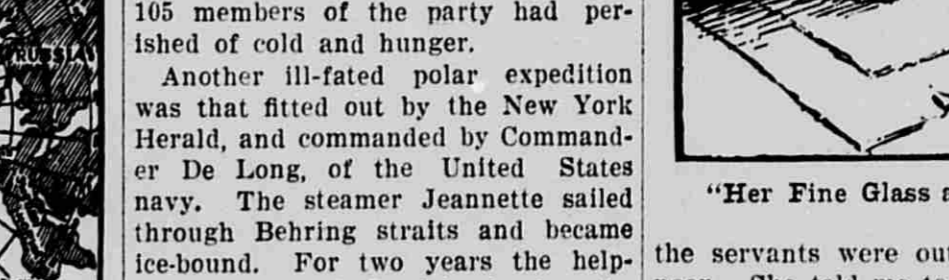 RUSSIA
105 members of the party had per-
ished of cold and hunger.
Another ill-fated polar expedition
was that fitted out by the New York
Herald, and commanded by Command-
er De Long, of the United States
navy. The steamer Jeannette sailed
through Behring straits and became
ice-bound. For two years the help-
"Her Fine Glass
the servants were